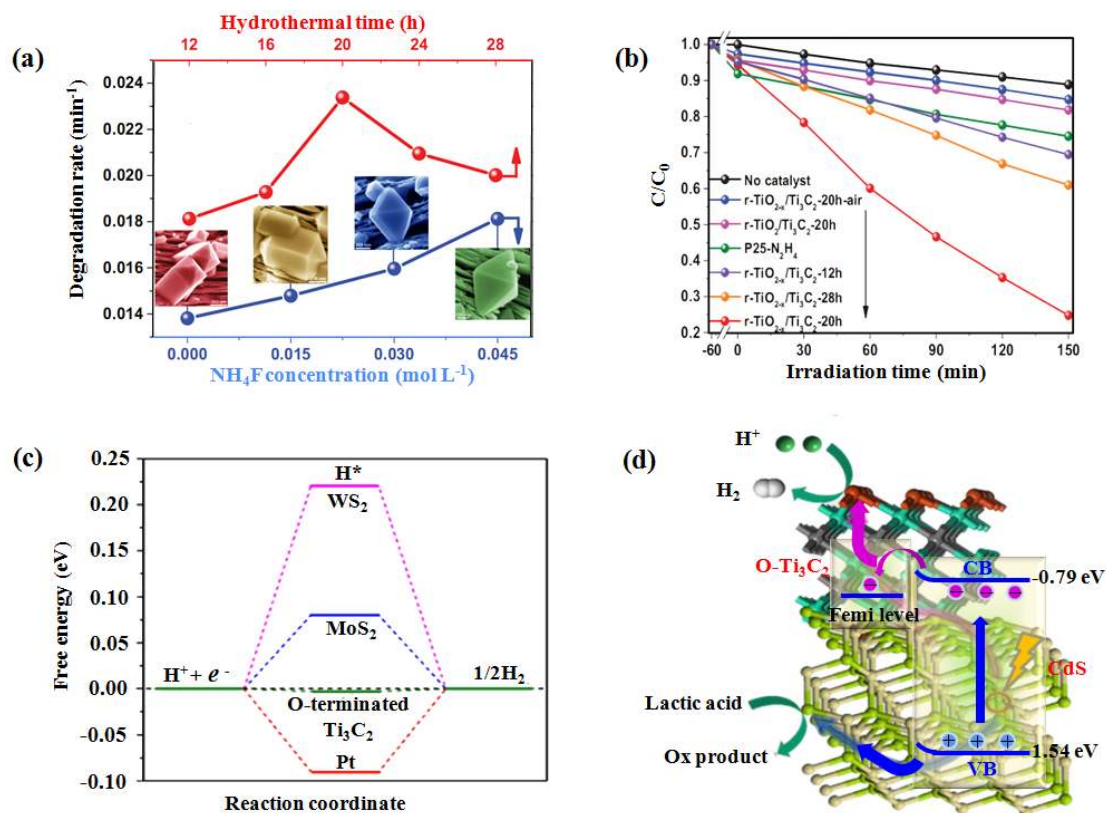 (a)
Hydrothermal time (h)
12 16 20 24 28
Degradation rate (min⁻¹)
0.024
0.022
0.020
0.018
0.016
0.014
0.000 0.015 0.030 0.045
NH₄F concentration (mol L⁻¹)
(b)
C/C₀
1.0
0.9
0.8
0.7
0.6
0.5
0.4
0.3
0.2
No catalyst
r-TiO₂₋ₓ/Ti₃C₂-20h-air
r-TiO₂/Ti₃C₂-20h
P25-N₂H₄
r-TiO₂₋ₓ/Ti₃C₂-12h
r-TiO₂₋ₓ/Ti₃C₂-28h
r-TiO₂₋ₓ/Ti₃C₂-20h
-60 0 30 60 90 120 150
Irradiation time (min)
(c)
Free energy (eV)
0.25
0.20
0.15
0.10
0.05
0.00
-0.05
-0.10
H*
WS₂
MoS₂
H⁺ + e⁻
1/2H₂
O-terminated
Ti₃C₂
Pt
Reaction coordinate
(d)
H⁺
H₂
O-Ti₃C₂
CB
-0.79 eV
Femi level
CdS
Lactic acid
Ox product
1.54 eV
VB